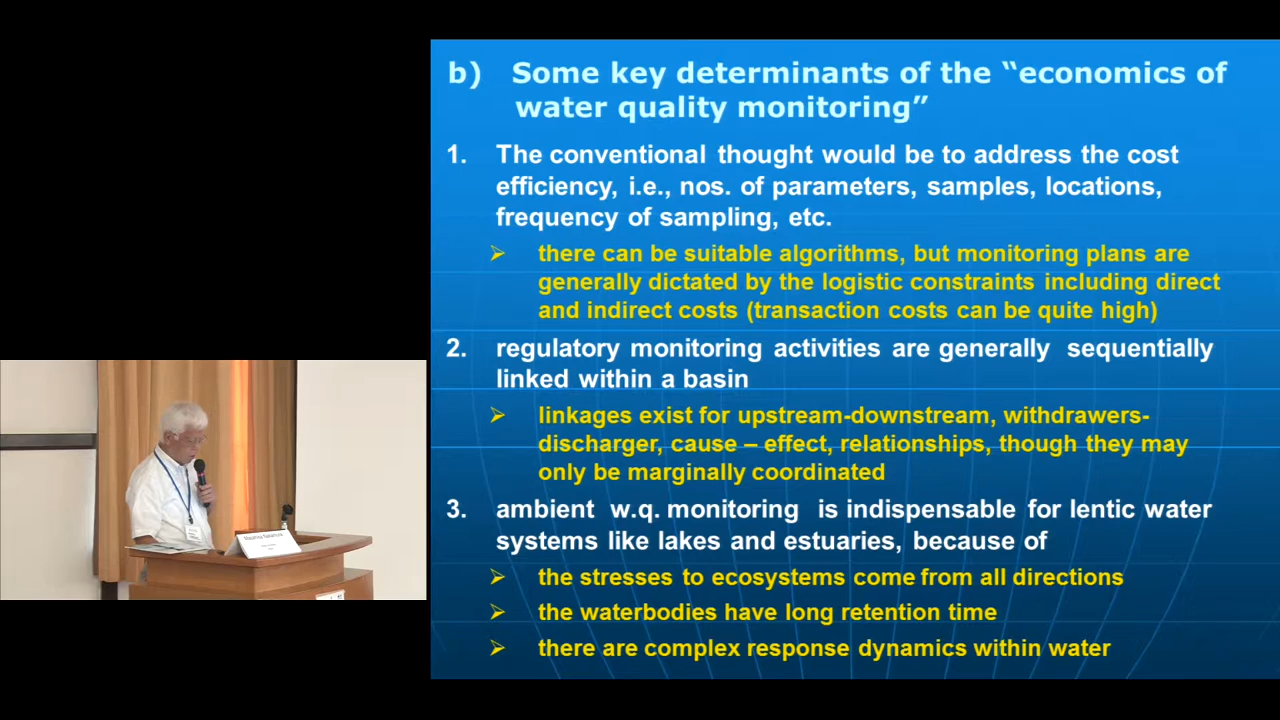 b) Some key determinants of the “economics of
water quality monitoring”
1. The conventional thought would be to address the cost
efficiency, i.e., nos. of parameters, samples, locations,
frequency of sampling, etc.
➢ there can be suitable algorithms, but monitoring plans are
generally dictated by the logistic constraints including direct
and indirect costs (transaction costs can be quite high)
2. regulatory monitoring activities are generally sequentially
linked within a basin
➢ linkages exist for upstream-downstream, withdrawers-
discharger, cause – effect, relationships, though they may
only be marginally coordinated
3. ambient w.q. monitoring is indispensable for lentic water
systems like lakes and estuaries, because of
➢ the stresses to ecosystems come from all directions
➢ the waterbodies have long retention time
➢ there are complex response dynamics within water